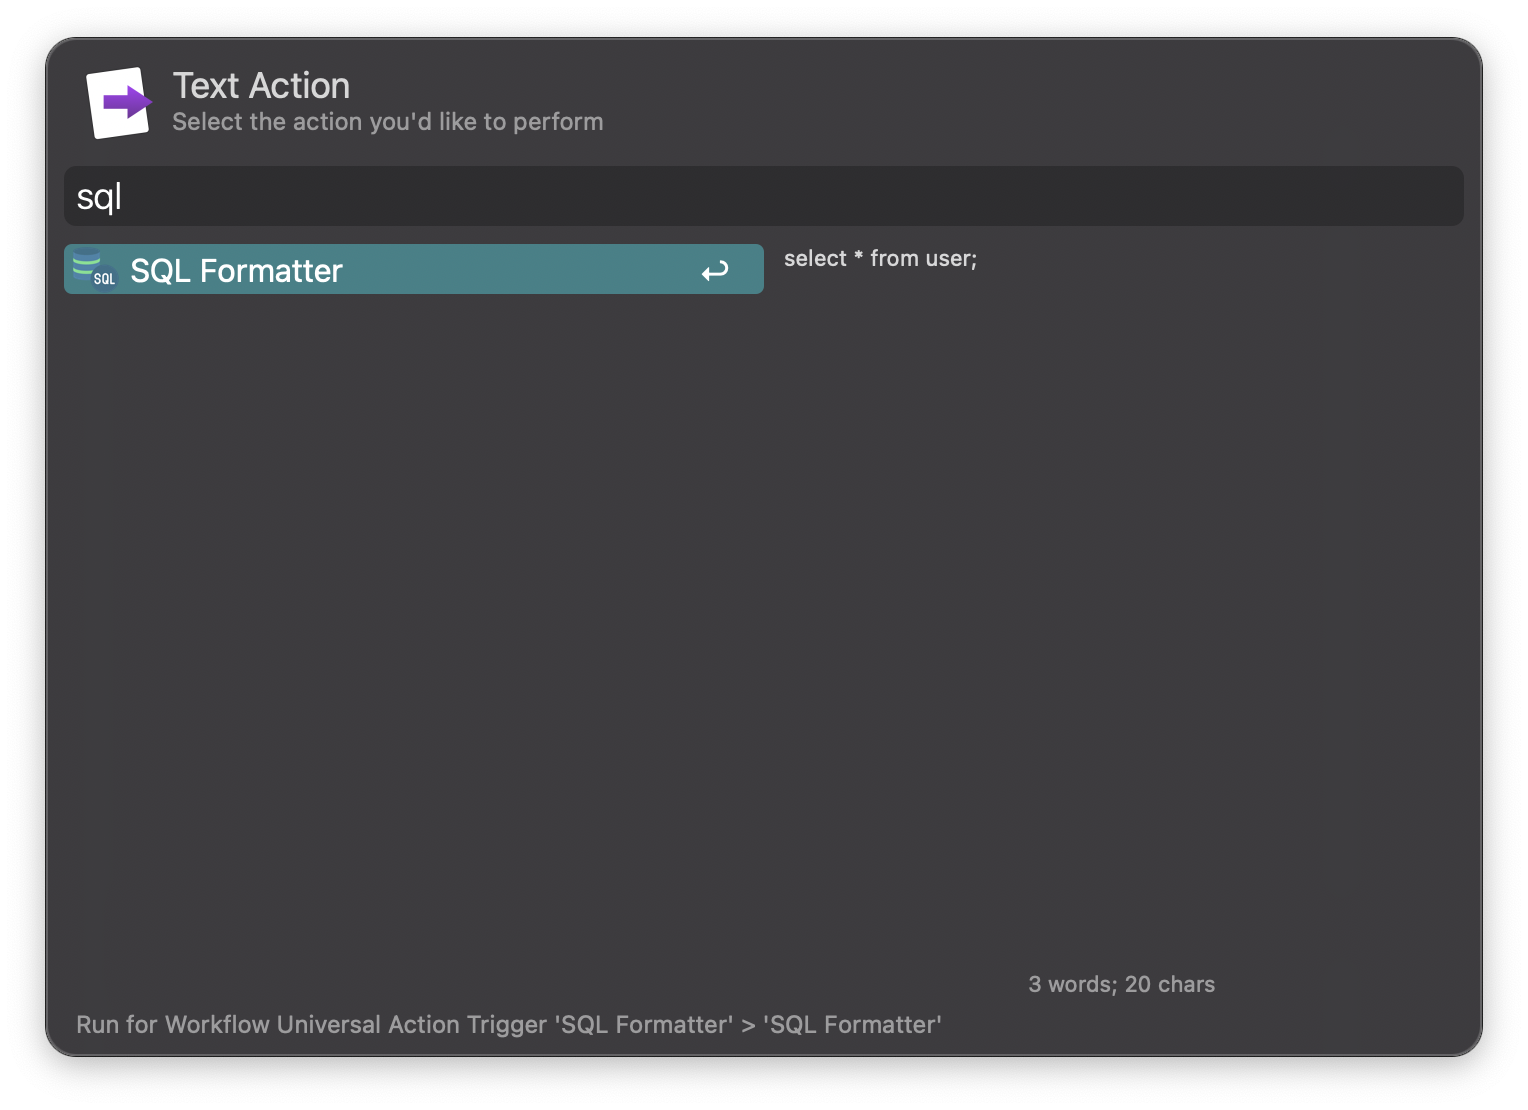 Text Action
Select the action you'd like to perform
sql
SQL SQL Formatter
select * from user;
3 words; 20 chars
Run for Workflow Universal Action Trigger 'SQL Formatter' > 'SQL Formatter'